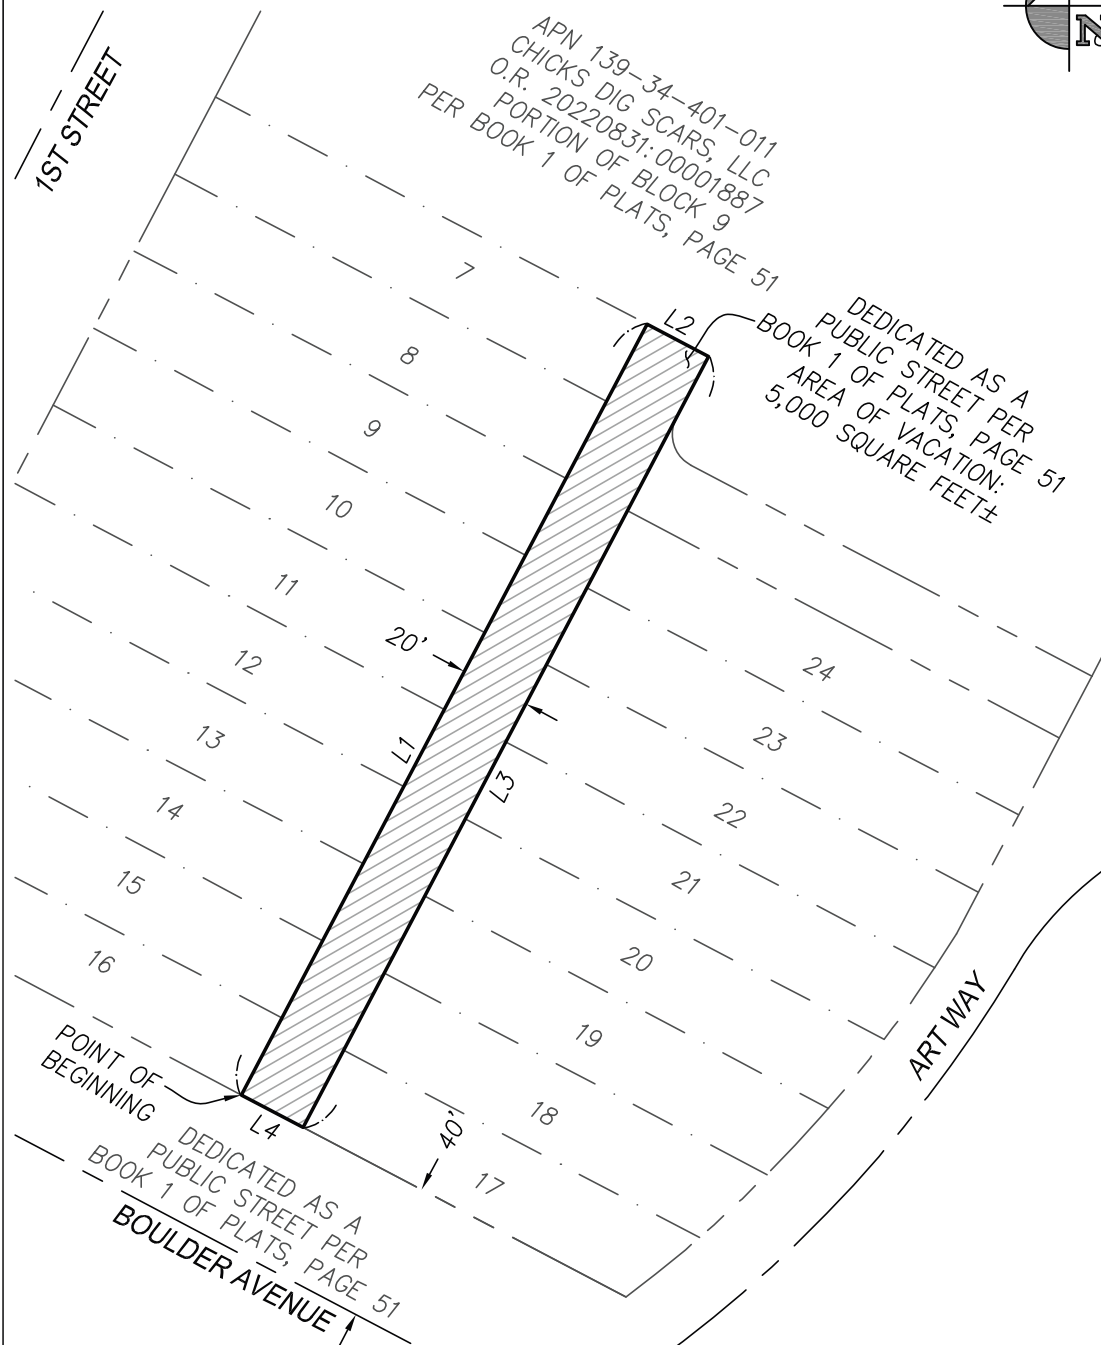 N
1ST STREET
APN 139-34-401-011
CHICKS DIG SCARS, LLC
O.R. 20220831:00001887
PORTION OF BLOCK 9
PER BOOK 1 OF PLATS, PAGE 51
7
8
9
10
11
12
13
14
15
16
L2
DEDICATED AS A
PUBLIC STREET PER
BOOK 1 OF PLATS, PAGE 51
AREA OF VACATION:
5,000 SQUARE FEET±
20'
L1
L3
24
23
22
21
20
19
18
17
ART WAY
POINT OF
BEGINNING
L4
40'
DEDICATED AS A
PUBLIC STREET PER
BOOK 1 OF PLATS, PAGE 51
BOULDER AVENUE